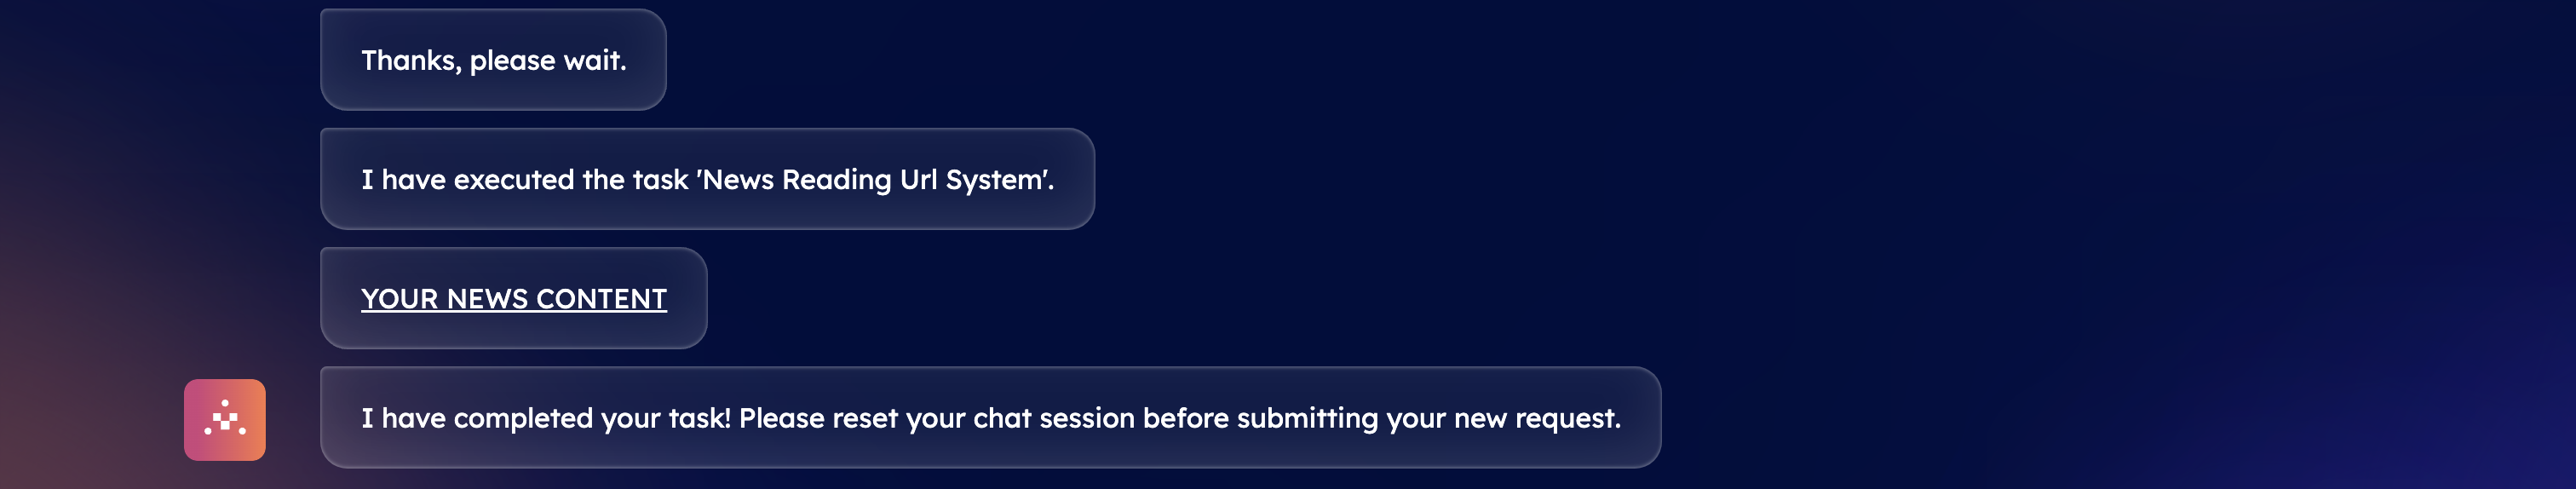 Thanks, please wait.
I have executed the task 'News Reading Url System'.
YOUR NEWS CONTENT
I have completed your task! Please reset your chat session before submitting your new request.